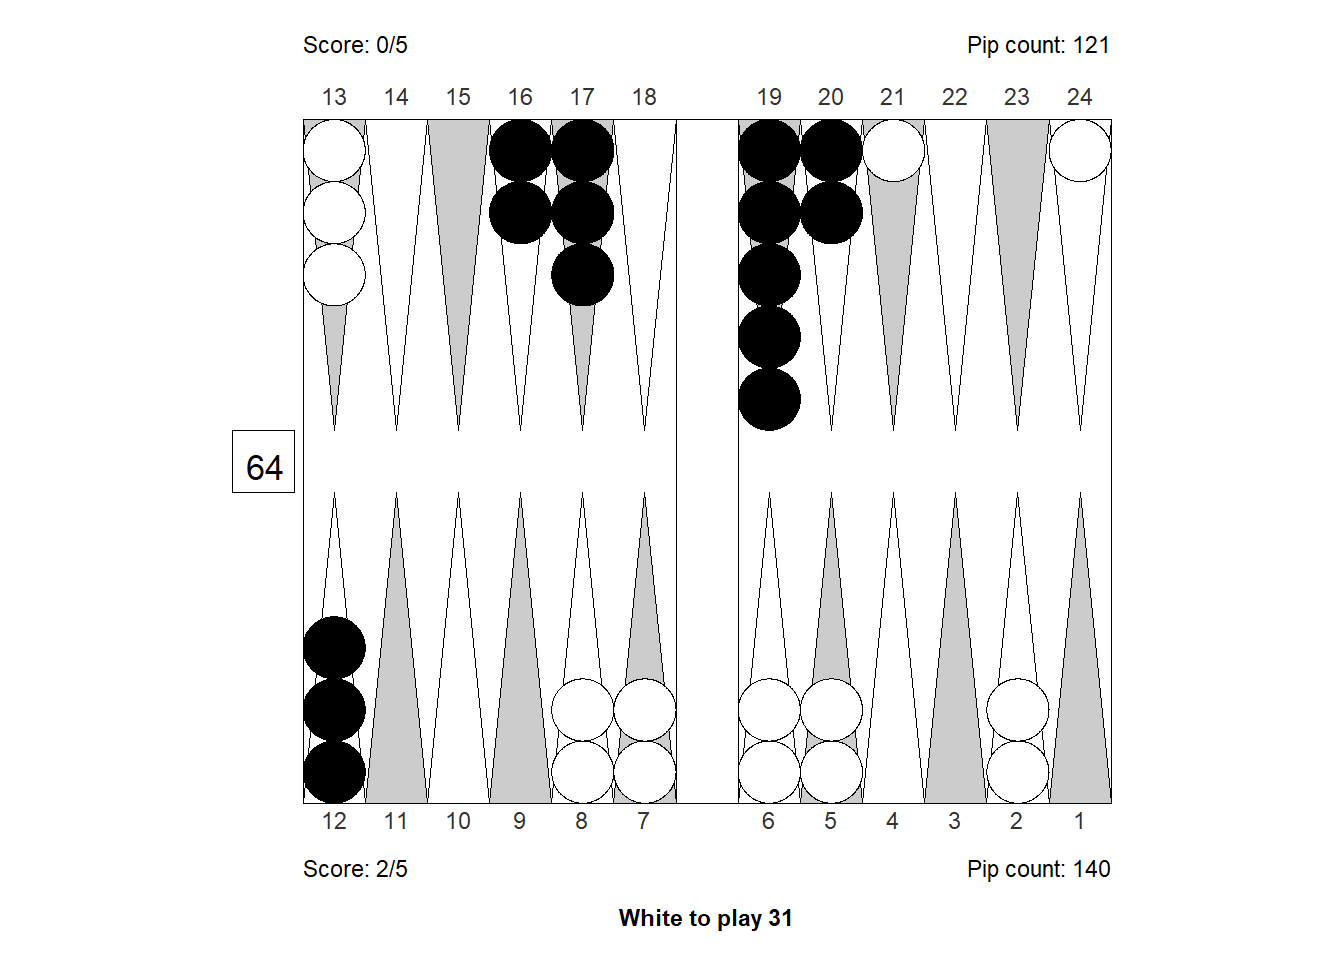 Score: 0/5 Pip count: 121
13 14 15 16 17 18 19 20 21 22 23 24
64
12 11 10 9 8 7 6 5 4 3 2 1
Score: 2/5 Pip count: 140
White to play 31